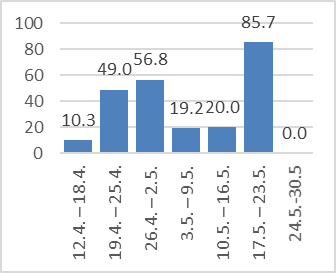 100
80
60
40
20
0
10.3
49.0
56.8
19.2
20.0
85.7
0.0
12.4. – 18.4.
19.4. – 25.4.
26.4. – 2.5.
3.5. – 9.5.
10.5. – 16.5.
17.5. – 23.5.
24.5.-30.5